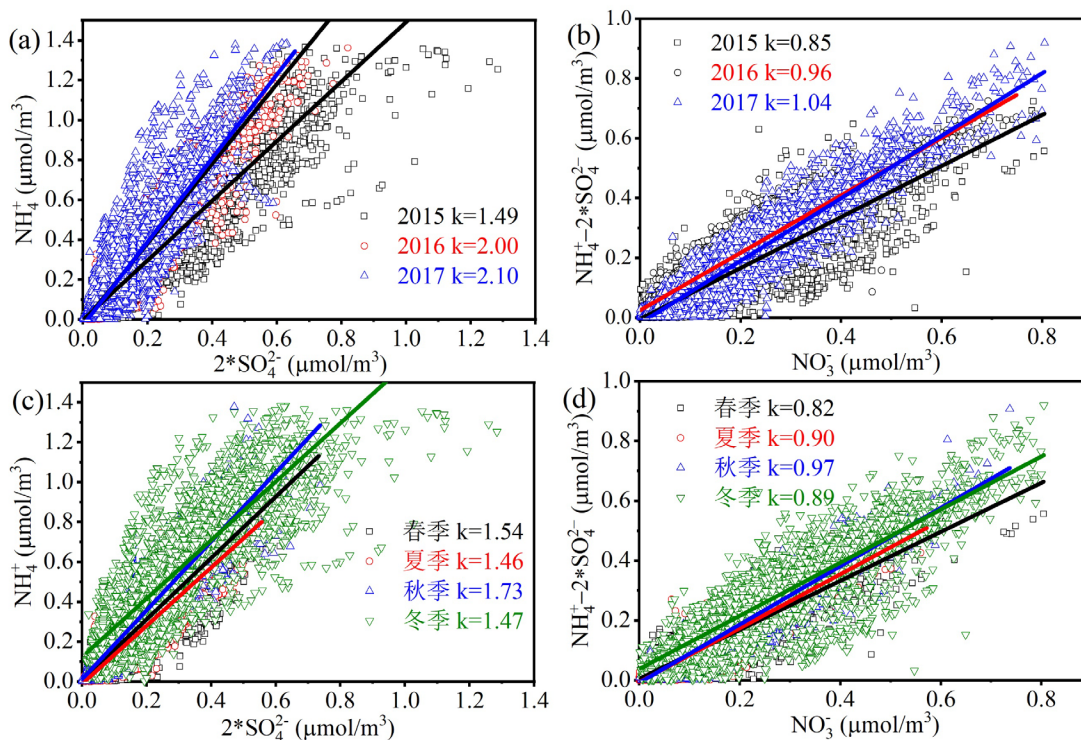 (a)
NH₄⁺ (μmol/m³)
1.4
1.2
1.0
0.8
0.6
0.4
0.2
0.0
2015 k=1.49
2016 k=2.00
2017 k=2.10
0.0 0.2 0.4 0.6 0.8 1.0 1.2 1.4
2*SO₄²⁻ (μmol/m³)
(b)
NH₄⁺−2*SO₄²⁻ (μmol/m³)
1.0
0.8
0.6
0.4
0.2
0.0
2015 k=0.85
2016 k=0.96
2017 k=1.04
0.0 0.2 0.4 0.6 0.8
NO₃⁻ (μmol/m³)
(c)
NH₄⁺ (μmol/m³)
1.4
1.2
1.0
0.8
0.6
0.4
0.2
0.0
春季 k=1.54
夏季 k=1.46
秋季 k=1.73
冬季 k=1.47
0.0 0.2 0.4 0.6 0.8 1.0 1.2 1.4
2*SO₄²⁻ (μmol/m³)
(d)
NH₄⁺−2*SO₄²⁻ (μmol/m³)
1.0
0.8
0.6
0.4
0.2
0.0
春季 k=0.82
夏季 k=0.90
秋季 k=0.97
冬季 k=0.89
0.0 0.2 0.4 0.6 0.8
NO₃⁻ (μmol/m³)